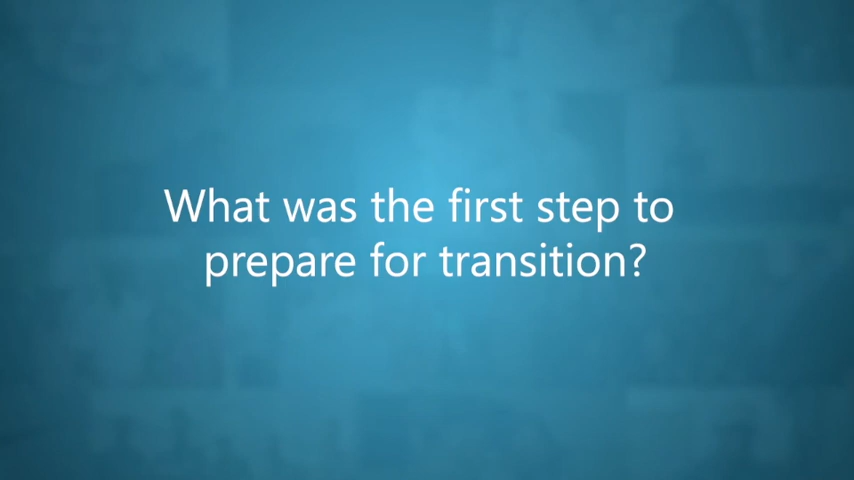 What was the first step to
prepare for transition?